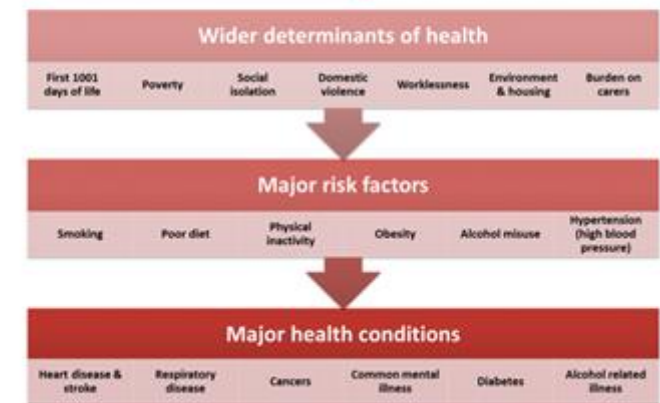 Wider determinants of health
First 1001 days of life
Poverty
Social isolation
Domestic violence
Worklessness
Environment & housing
Burden on carers
Major risk factors
Smoking
Poor diet
Physical inactivity
Obesity
Alcohol misuse
Hypertension (high blood pressure)
Major health conditions
Heart disease & stroke
Respiratory disease
Cancers
Common mental illness
Diabetes
Alcohol related illness